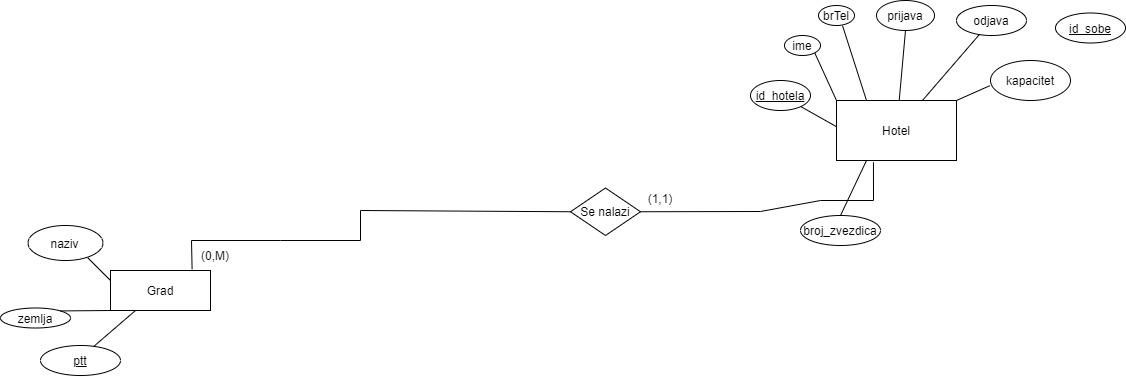 brTel
prijava
odjava
id_sobe
ime
kapacitet
id_hotela
Hotel
(1,1)
Se nalazi
broj_zvezdica
naziv
(0,M)
Grad
zemlja
ptt